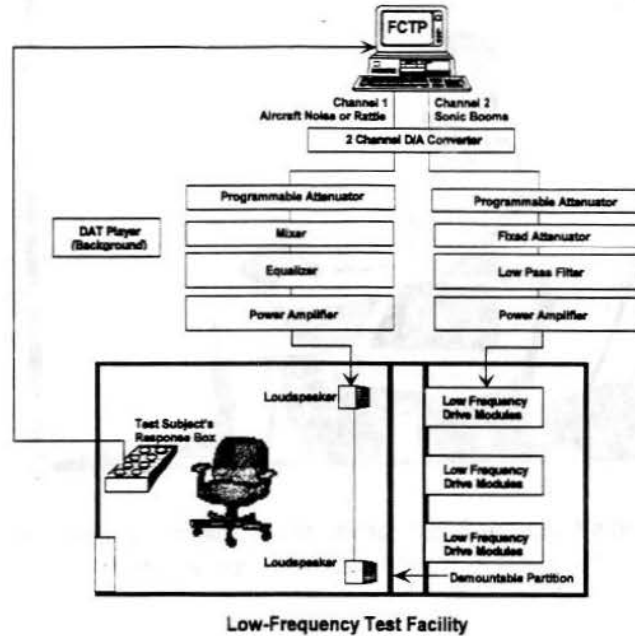 FCTP
Channel 1
Aircraft Noise or Rattle
Channel 2
Sonic Booms
2 Channel D/A Converter
Programmable Attenuator
Mixer
Equalizer
Power Amplifier
Programmable Attenuator
Fixed Attenuator
Low Pass Filter
Power Amplifier
DAT Player
(Background)
Loudspeaker
Test Subject's
Response Box
Low Frequency
Drive Modules
Low Frequency
Drive Modules
Low Frequency
Drive Modules
Loudspeaker
Demountable Partition
Low-Frequency Test Facility